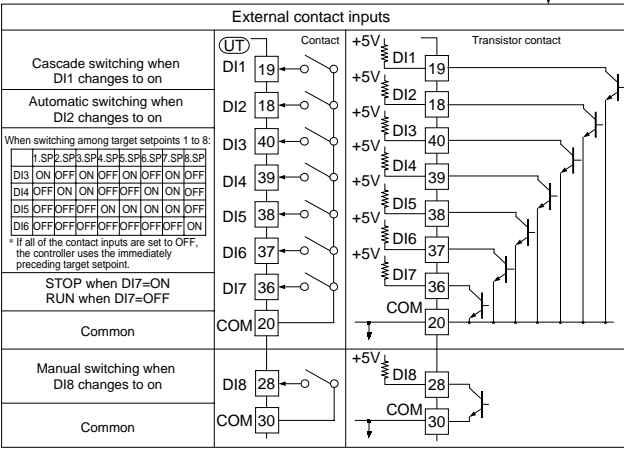 External contact inputs
Cascade switching when
DI1 changes to on
Automatic switching when
DI2 changes to on
When switching among target setpoints 1 to 8:
1.SP 2.SP 3.SP 4.SP 5.SP 6.SP 7.SP 8.SP
DI3 ON OFF ON OFF ON OFF ON OFF
DI4 OFF ON ON OFF OFF ON ON OFF
DI5 OFF OFF OFF ON ON ON ON OFF
DI6 OFF OFF OFF OFF OFF OFF OFF ON
* If all of the contact inputs are set to OFF,
the controller uses the immediately
preceding target setpoint.
STOP when DI7=ON
RUN when DI7=OFF
Common
Manual switching when
DI8 changes to on
Common
UT Contact
DI1 19
DI2 18
DI3 40
DI4 39
DI5 38
DI6 37
DI7 36
COM 20
DI8 28
COM 30
Transistor contact
+5V DI1 19
+5V DI2 18
+5V DI3 40
+5V DI4 39
+5V DI5 38
+5V DI6 37
+5V DI7 36
COM 20
+5V DI8 28
COM 30